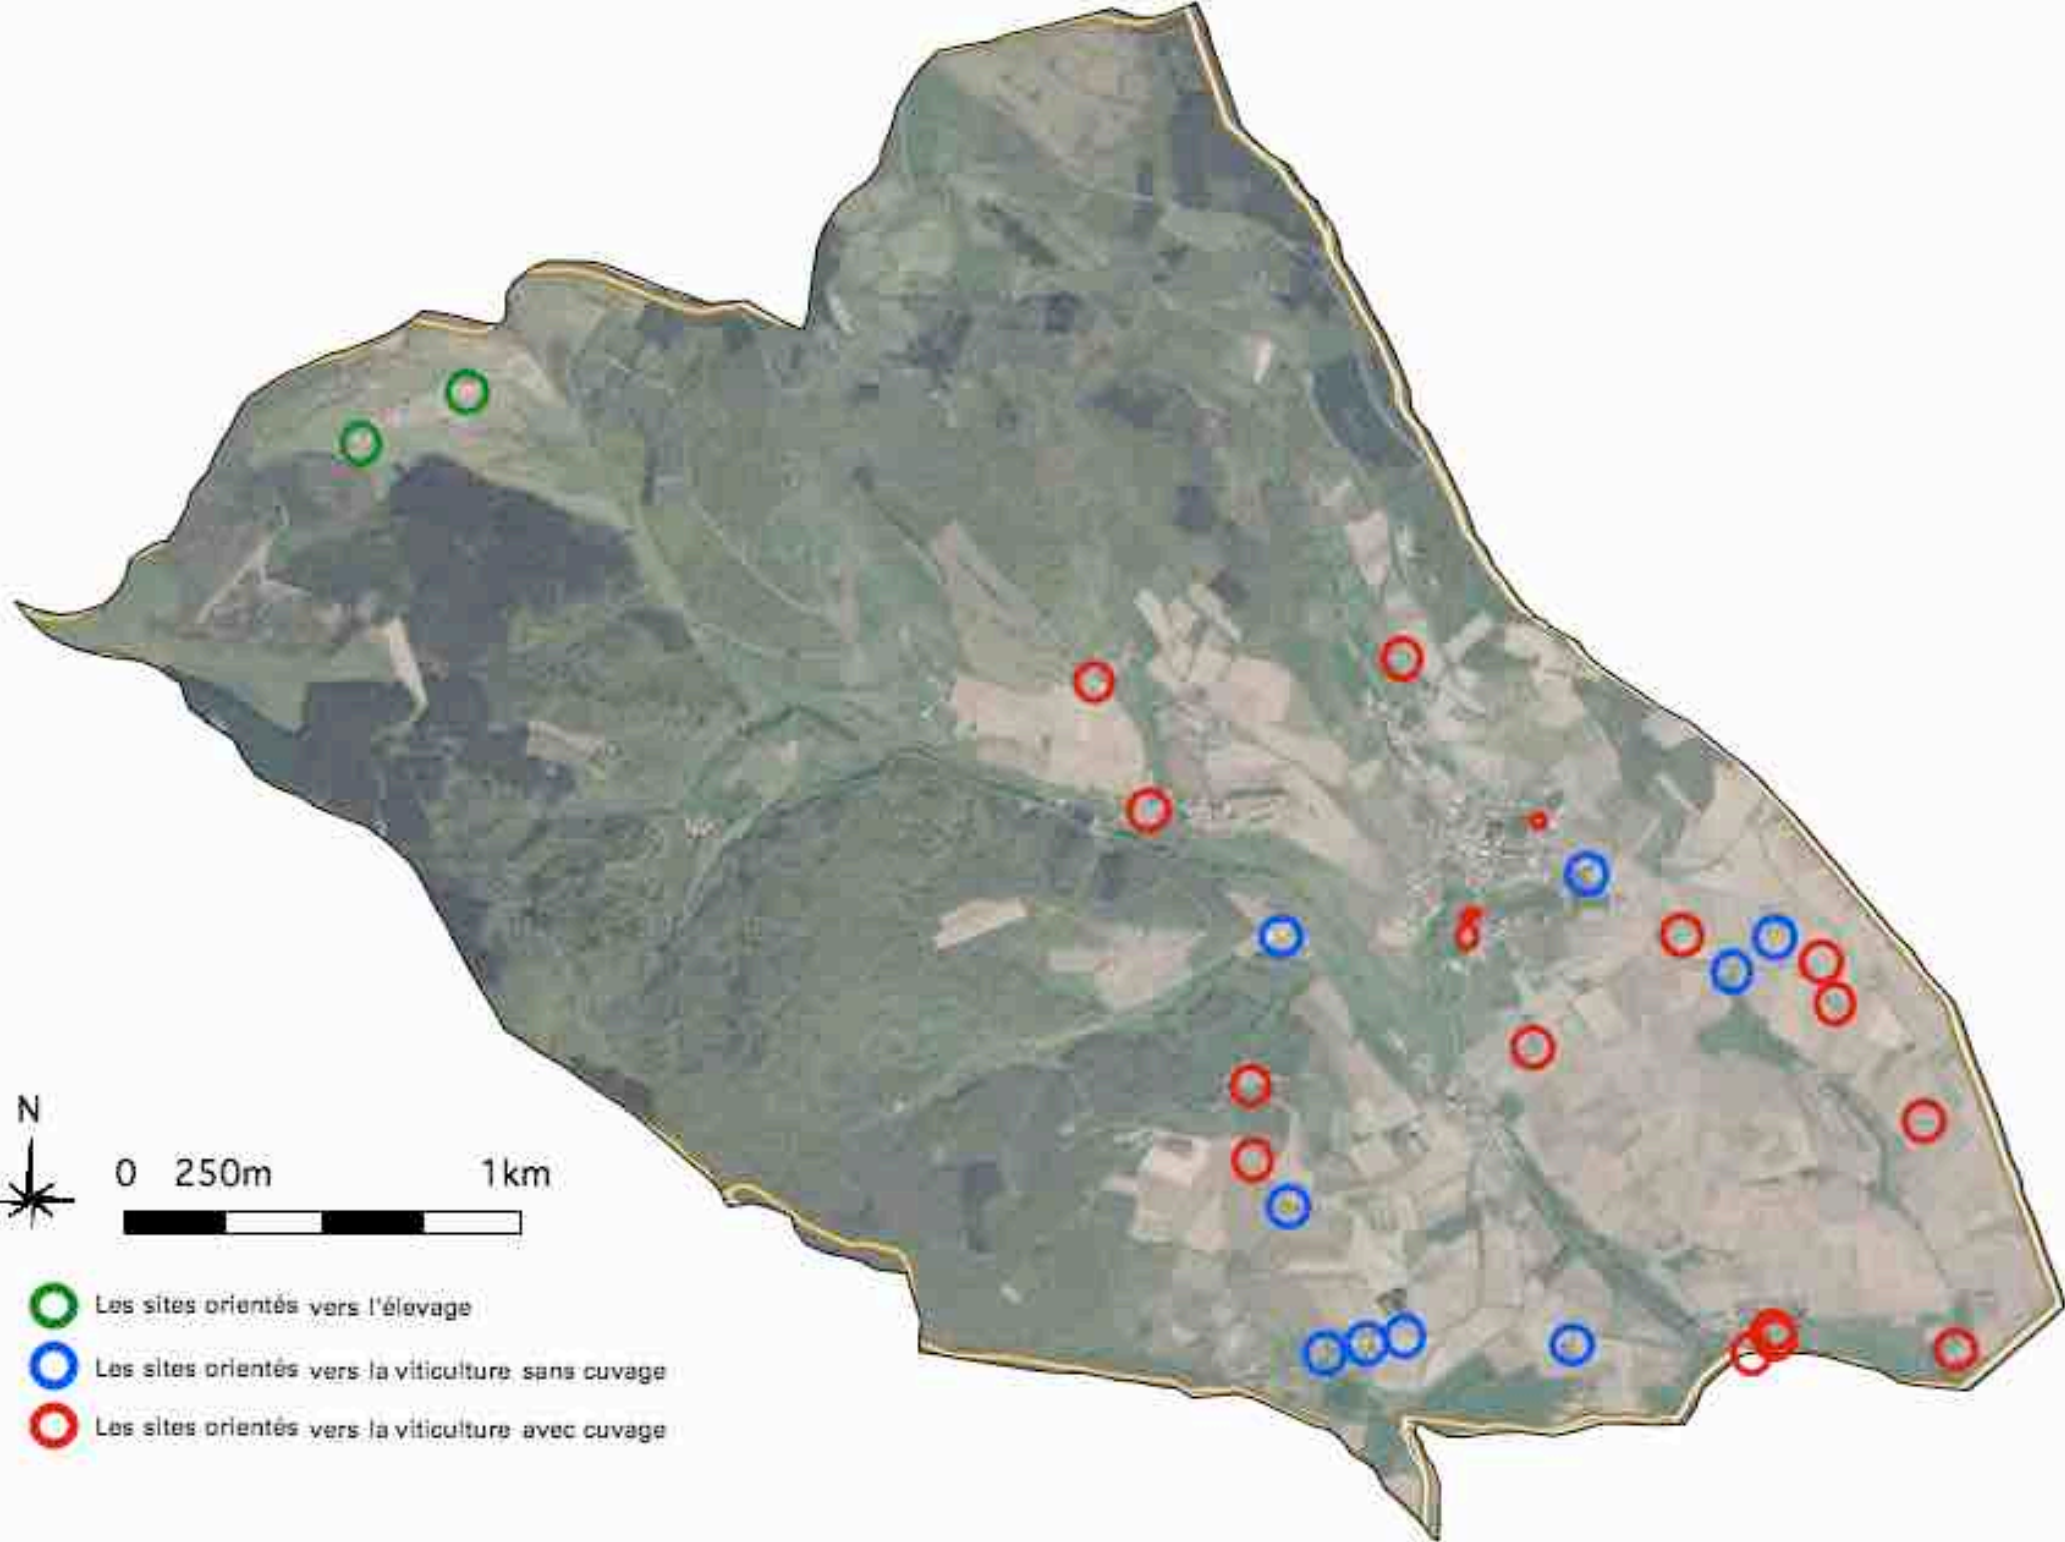 N
0 250m 1km
Les sites orientés vers l'élevage
Les sites orientés vers la viticulture sans cuvage
Les sites orientés vers la viticulture avec cuvage